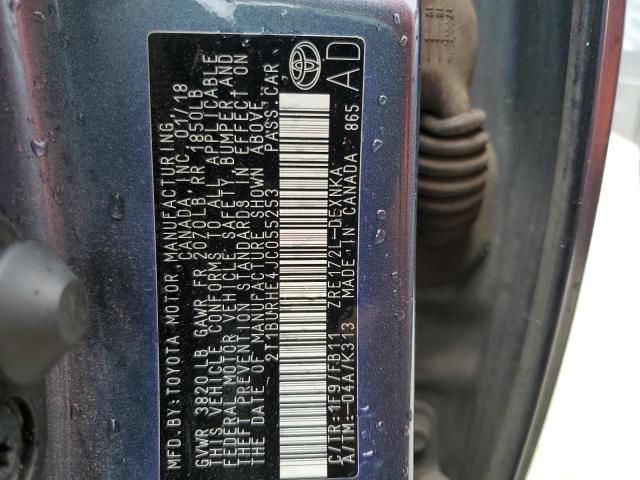 MFD.BY:TOYOTA MOTOR MANUFACTURING
CANADA, INC. 01/18
GVWR 3820LB GAWR FR 2020LB RR 1850LB
THIS VEHICLE CONFORMS TO ALL APPLICABLE
FEDERAL MOTOR VEHICLE SAFETY, BUMPER, AND
THEFT PREVENTION STANDARDS IN EFFECT ON
THE DATE OF MANUFACTURE SHOWN ABOVE.
2T1BURHE4JC055253 PASS.CAR
C/TR:1F9/FB11 ZRE172L-DEXNKA
A/TM:-04A/K313 MADE IN CANADA 865
AD